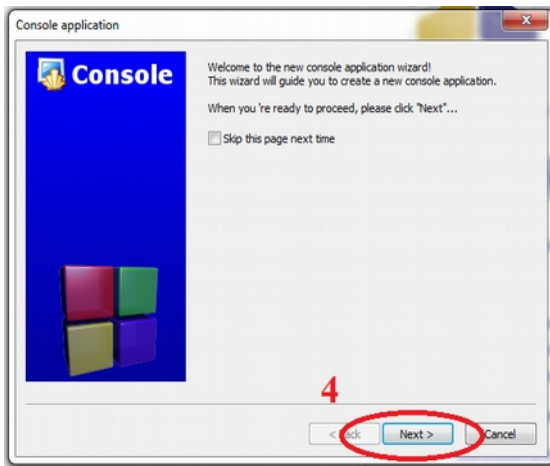 Console application
Console
Welcome to the new console application wizard!
This wizard will guide you to create a new console application.
When you 're ready to proceed, please click "Next"...
Skip this page next time
4
Next >
Cancel